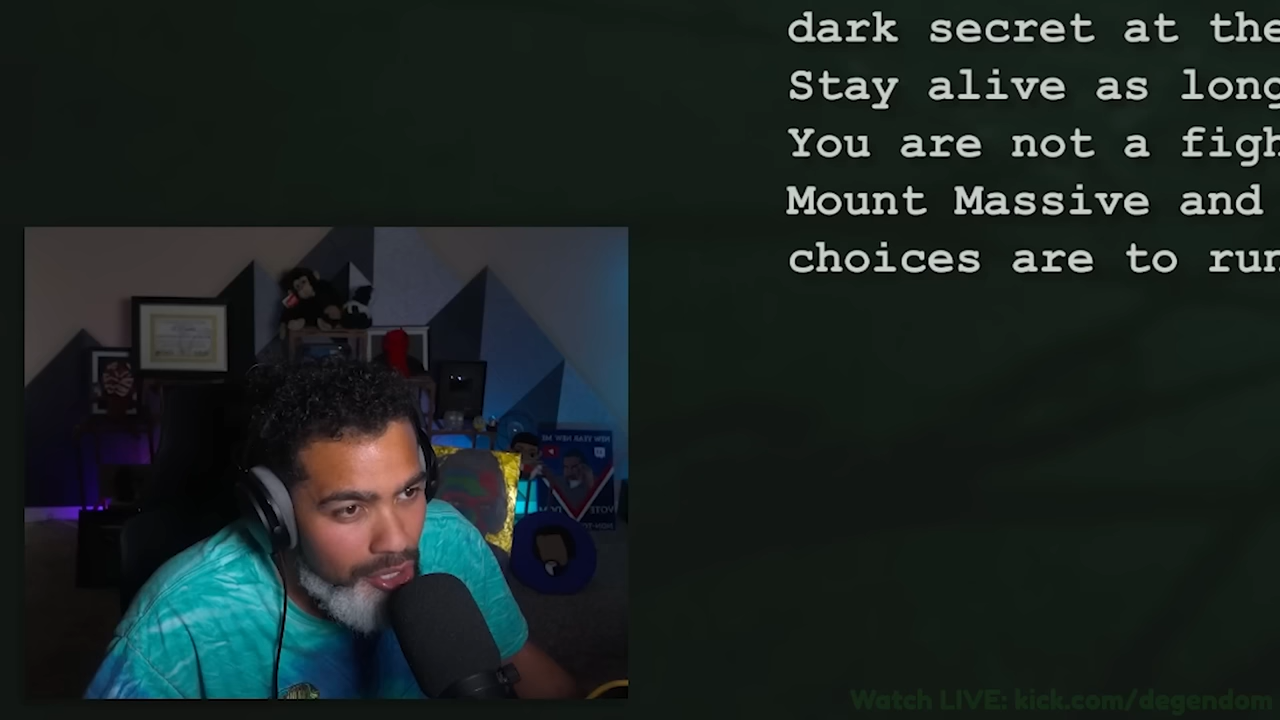 dark secret at the
Stay alive as long
You are not a figh
Mount Massive and
choices are to run
Watch LIVE: kick.com/degendom